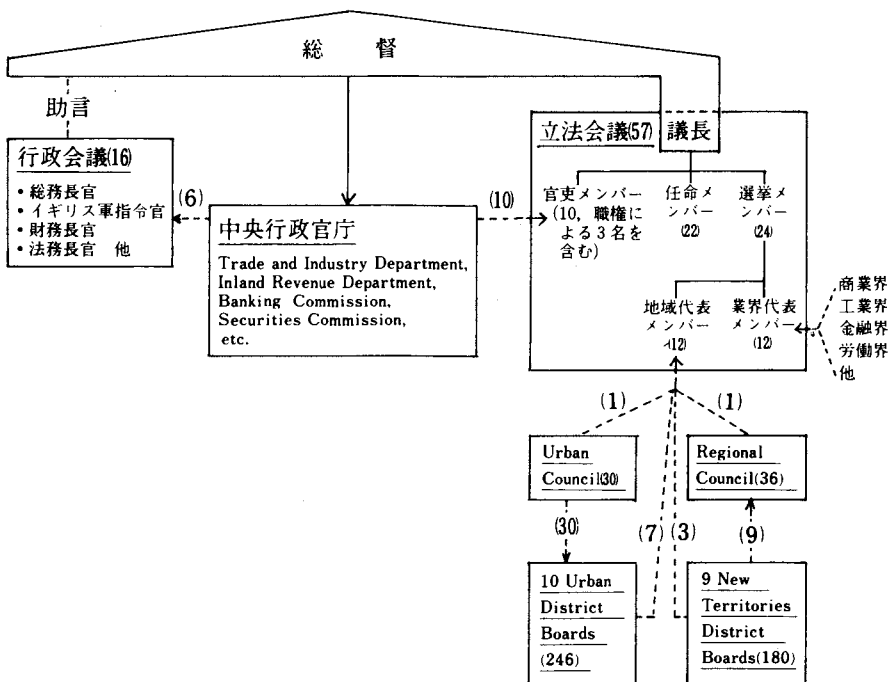 総 督
助言
行政会議(16)
・総務長官
・イギリス軍指令官
・財務長官
・法務長官 他
(6)
中央行政官庁
Trade and Industry Department,
Inland Revenue Department,
Banking Commission,
Securities Commission,
etc.
(10)
立法会議(57)
議長
官吏メンバー
(10, 職権に
よる3名を
含む)
任命メ
ンバー
(22)
選挙メ
ンバー
(24)
地域代表
メンバー
(12)
業界代表
メンバー
(12)
商業界
工業界
金融界
労働界
他
(1)
(1)
Urban
Council(30)
Regional
Council(36)
(30)
(7)
(3)
(9)
10 Urban
District
Boards
(246)
9 New
Territories
District
Boards(180)